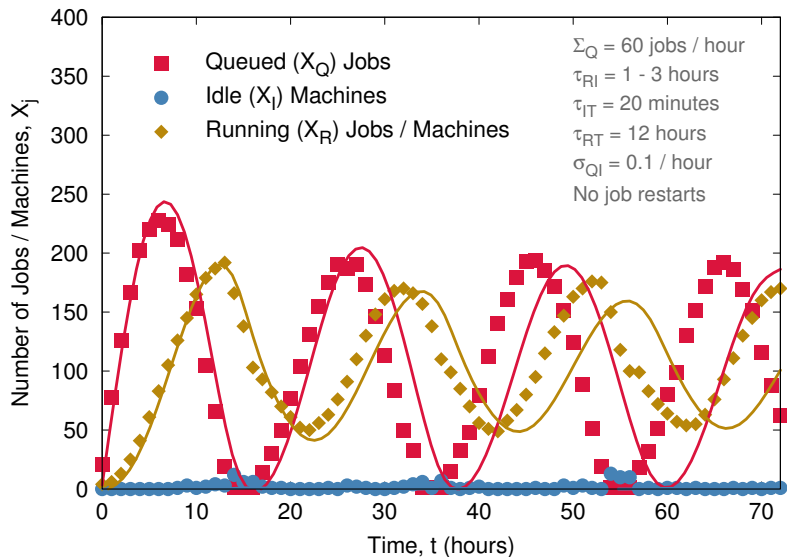 400
350
300
250
200
150
100
50
0
Number of Jobs / Machines, X_j
Queued (X_Q) Jobs
Idle (X_I) Machines
Running (X_R) Jobs / Machines
Σ_Q = 60 jobs / hour
τ_RI = 1 - 3 hours
τ_IT = 20 minutes
τ_RT = 12 hours
σ_QI = 0.1 / hour
No job restarts
0 10 20 30 40 50 60 70
Time, t (hours)